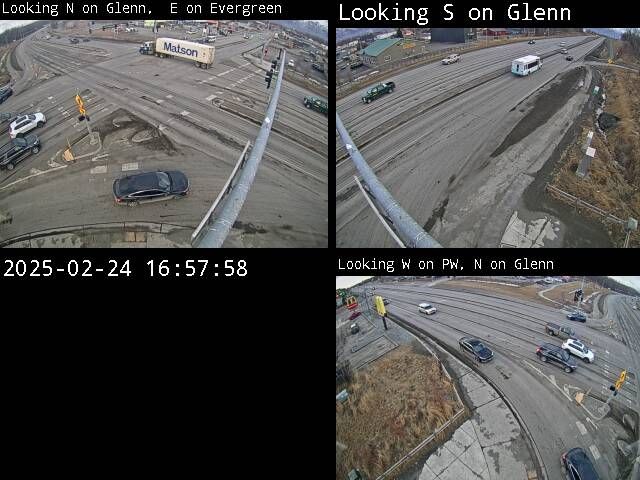 Looking N on Glenn, E on Evergreen
Looking S on Glenn
Matson
2025-02-24 16:57:58
Looking W on PW, N on Glenn